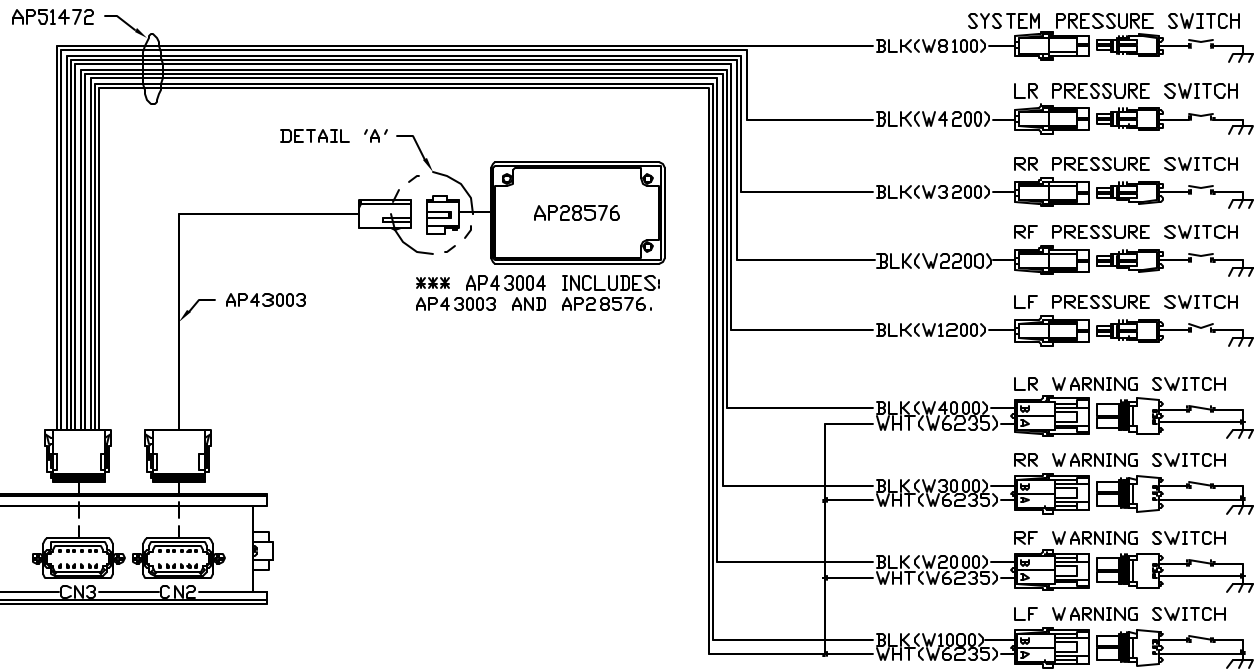 AP51472
SYSTEM PRESSURE SWITCH
BLK(W8100)
LR PRESSURE SWITCH
BLK(W4200)
DETAIL 'A'
RR PRESSURE SWITCH
BLK(W3200)
AP28576
RF PRESSURE SWITCH
BLK(W2200)
*** AP43004 INCLUDES:
AP43003 AND AP28576.
AP43003
LF PRESSURE SWITCH
BLK(W1200)
LR WARNING SWITCH
BLK(W4000)
WHT(W6235)
B
A
RR WARNING SWITCH
BLK(W3000)
WHT(W6235)
B
A
RF WARNING SWITCH
BLK(W2000)
WHT(W6235)
B
A
CN3
CN2
LF WARNING SWITCH
BLK(W1000)
WHT(W6235)
B
A